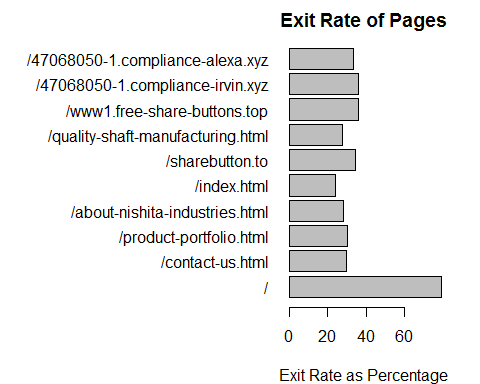 Exit Rate of Pages
/47068050-1.compliance-alexa.xyz
/47068050-1.compliance-irvin.xyz
/www1.free-share-buttons.top
/quality-shaft-manufacturing.html
/sharebutton.to
/index.html
/about-nishita-industries.html
/product-portfolio.html
/contact-us.html
/
0 20 40 60
Exit Rate as Percentage